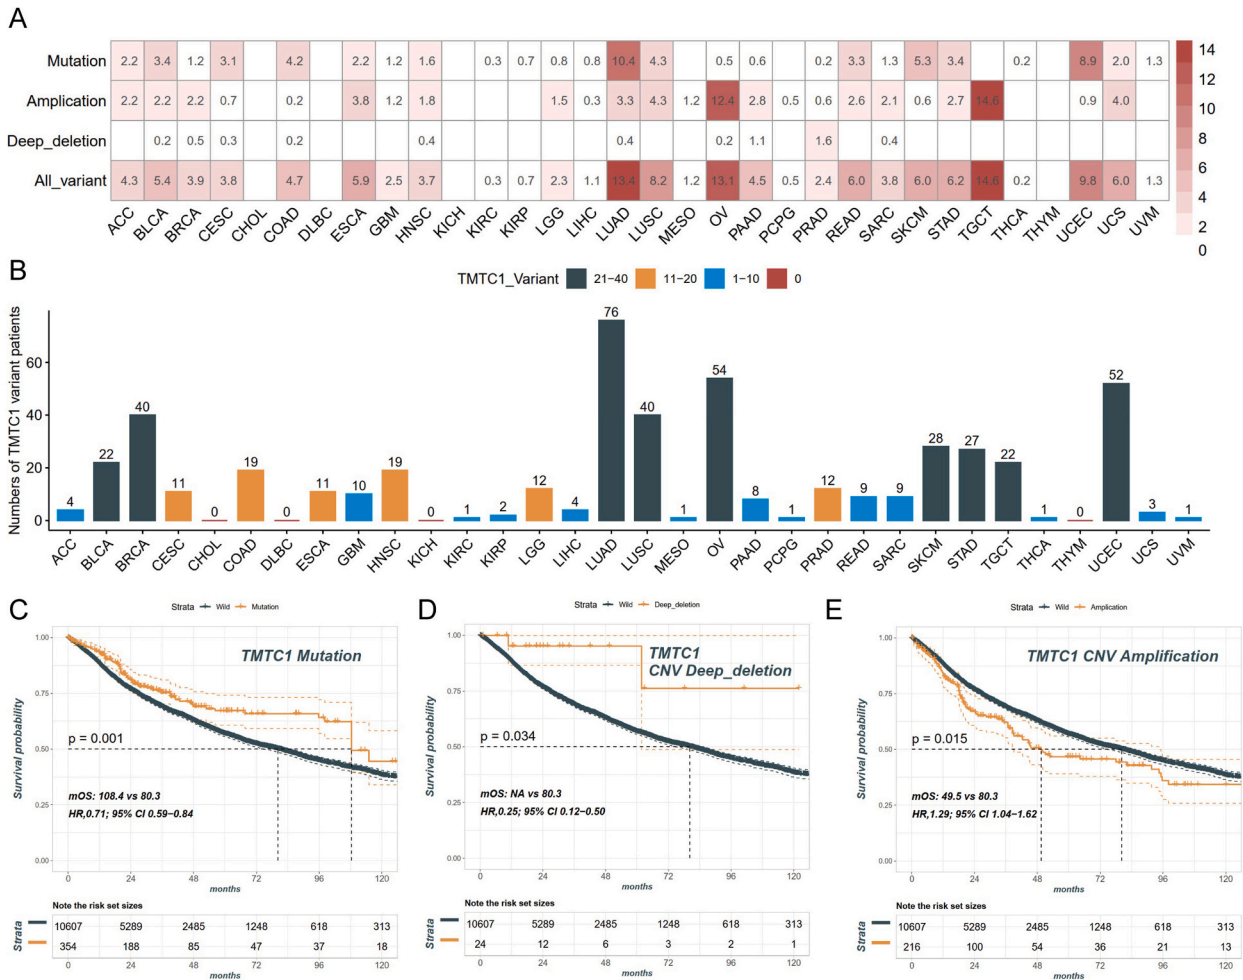 A
Mutation 2.2 3.4 1.2 3.1 4.2 2.2 1.2 1.6 0.3 0.7 0.8 0.8 10.4 4.3 0.5 0.6 0.2 3.3 1.3 5.3 3.4 0.2 8.9 2.0 1.3
Amplication 2.2 2.2 2.2 0.7 0.2 3.8 1.2 1.8 1.5 0.3 3.3 4.3 1.2 12.4 2.8 0.5 0.6 2.6 2.1 0.6 2.7 14.6 0.9 4.0
Deep_deletion 0.2 0.5 0.3 0.2 0.4 0.4 0.2 1.1 1.6 0.4
All_variant 4.3 5.4 3.9 3.8 4.7 5.9 2.5 3.7 0.3 0.7 2.3 1.1 13.4 8.2 1.2 13.1 4.5 0.5 2.4 6.0 3.8 6.0 6.2 14.6 0.2 9.8 6.0 1.3
ACC BLCA BRCA CESC CHOL COAD DLBC ESCA GBM HNSC KICH KIRC KIRP LGG LIHC LUAD LUSC MESO OV PAAD PCPG PRAD READ SARC SKCM STAD TGCT THCA THYM UCEC UCS UVM
14
12
10
8
6
4
2
0
B
TMTC1_Variant 21−40 11−20 1−10 0
Numbers of TMTC1 variant patients
60
40
20
0
4 22 40 11 0 19 0 11 10 19 0 1 2 12 4 76 40 1 54 8 1 12 9 9 28 27 22 1 0 52 3 1
ACC BLCA BRCA CESC CHOL COAD DLBC ESCA GBM HNSC KICH KIRC KIRP LGG LIHC LUAD LUSC MESO OV PAAD PCPG PRAD READ SARC SKCM STAD TGCT THCA THYM UCEC UCS UVM
C
Strata Wild Mutation
TMTC1 Mutation
Survival probability
1.00
0.75
0.50
0.25
0.00
p = 0.001
mOS: 108.4 vs 80.3
HR,0.71; 95% CI 0.59−0.84
0 24 48 72 96 120
months
Note the risk set sizes
Strata
10607 5289 2485 1248 618 313
354 188 85 47 37 18
0 24 48 72 96 120
months
D
Strata Wild Deep_deletion
TMTC1
CNV Deep_deletion
Survival probability
1.00
0.75
0.50
0.25
0.00
p = 0.034
mOS: NA vs 80.3
HR,0.25; 95% CI 0.12−0.50
0 24 48 72 96 120
months
Note the risk set sizes
Strata
10607 5289 2485 1248 618 313
24 12 6 3 2 1
0 24 48 72 96 120
months
E
Strata Wild Amplication
TMTC1 CNV Amplification
Survival probability
1.00
0.75
0.50
0.25
0.00
p = 0.015
mOS: 49.5 vs 80.3
HR,1.29; 95% CI 1.04−1.62
0 24 48 72 96 120
months
Note the risk set sizes
Strata
10607 5289 2485 1248 618 313
216 100 54 36 21 13
0 24 48 72 96 120
months